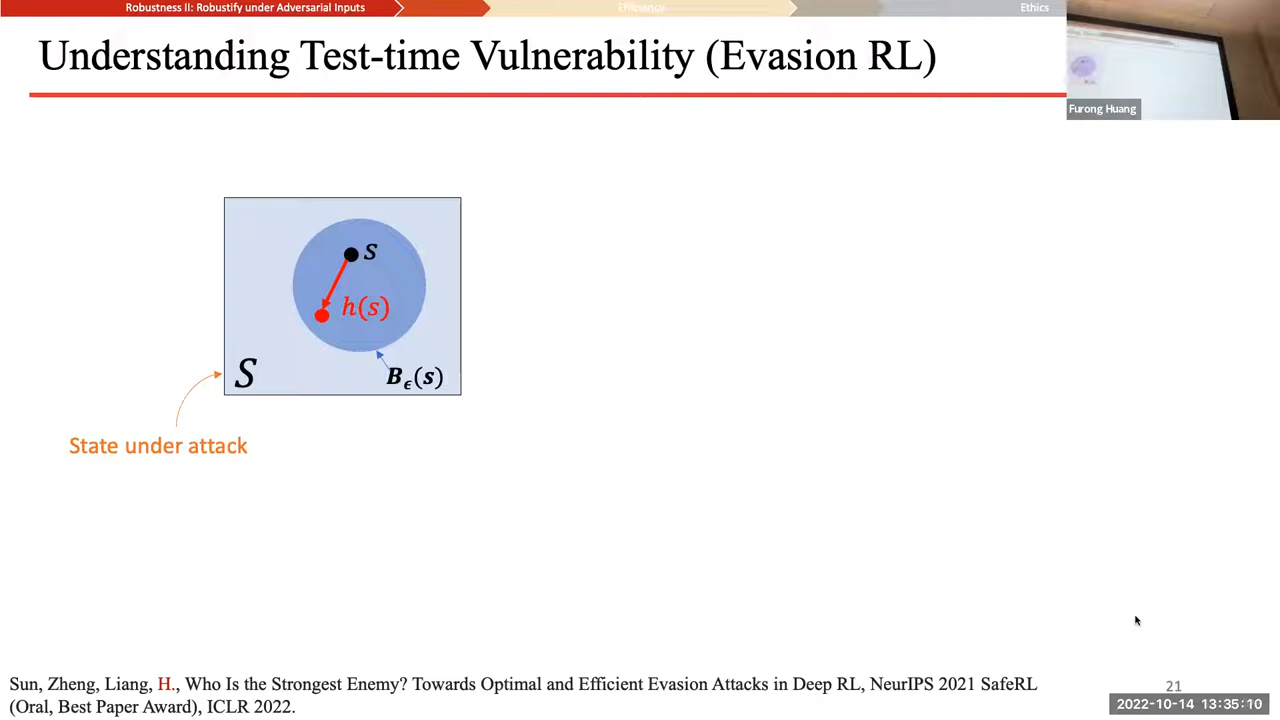 Robustness II: Robustify under Adversarial Inputs
Efficiency
Ethics
Understanding Test-time Vulnerability (Evasion RL)
Furong Huang
s
h(s)
S
B_ϵ(s)
State under attack
Sun, Zheng, Liang, H., Who Is the Strongest Enemy? Towards Optimal and Efficient Evasion Attacks in Deep RL, NeurIPS 2021 SafeRL
(Oral, Best Paper Award), ICLR 2022.
21
2022-10-14 13:35:10